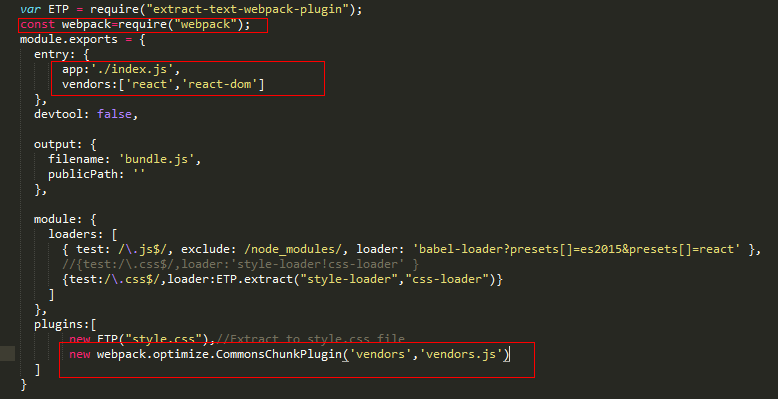 var ETP = require("extract-text-webpack-plugin");
const webpack=require("webpack");
module.exports = {
entry: {
app:'./index.js',
vendors:['react','react-dom']
},
devtool: false,
output: {
filename: 'bundle.js',
publicPath: ''
},
module: {
loaders: [
{ test: /\.js$/, exclude: /node_modules/, loader: 'babel-loader?presets[]=es2015&presets[]=react' },
//{test:/\.css$/,loader:'style-loader!css-loader' }
{test:/\.css$/,loader:ETP.extract("style-loader","css-loader")}
]
},
plugins:[
new ETP("style.css"),//Extract to style.css file
new webpack.optimize.CommonsChunkPlugin('vendors','vendors.js')
]
}